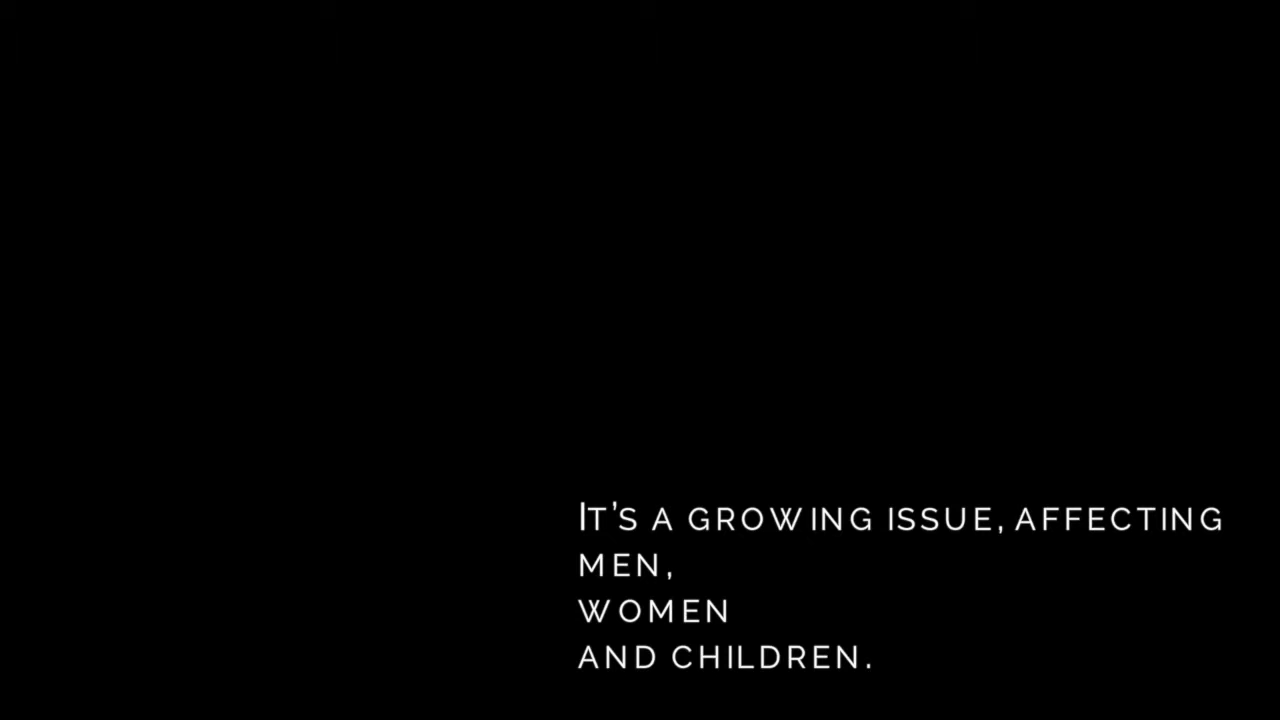 It's a growing issue, affecting
men,
women
and children.